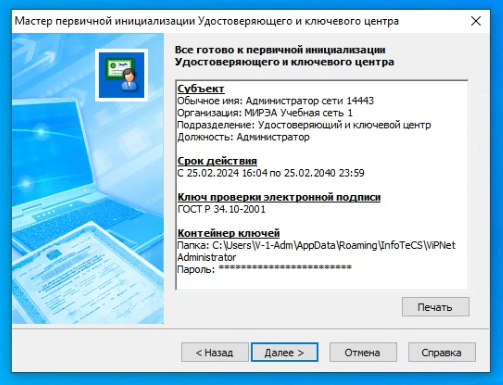 Мастер первичной инициализации Удостоверяющего и ключевого центра
Все готово к первичной инициализации
Удостоверяющего и ключевого центра
Субъект
Обычное имя: Администратор сети 14443
Организация: МИРЭА Учебная сеть 1
Подразделение: Удостоверяющий и ключевой центр
Должность: Администратор
Срок действия
С 25.02.2024 16:04 по 25.02.2040 23:59
Ключ проверки электронной подписи
ГОСТ Р 34.10-2001
Контейнер ключей
Папка: C:\Users\V-1-Adm\AppData\Roaming\InfoTeCS\ViPNet
Administrator
Пароль: ************************
Печать
< Назад
Далее >
Отмена
Справка